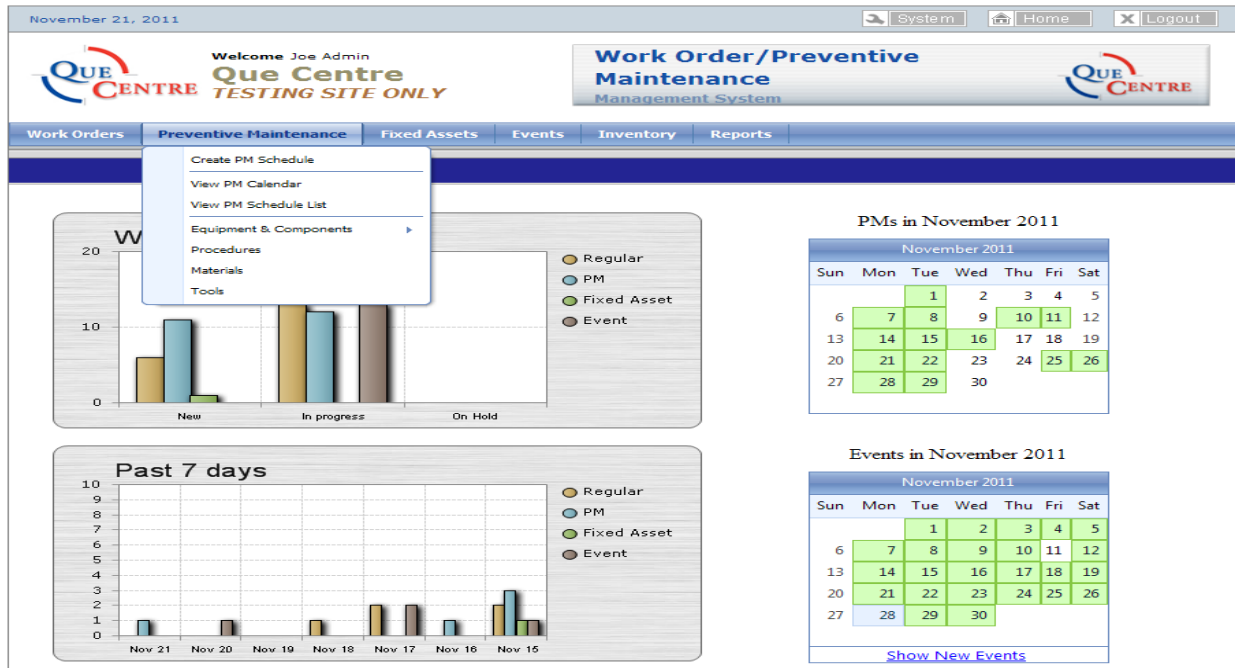 November 21, 2011
System
Home
X Logout
QUE CENTRE
Welcome Joe Admin
Que Centre
TESTING SITE ONLY
Work Order/Preventive
Maintenance
Management System
QUE CENTRE
Work Orders Preventive Maintenance Fixed Assets Events Inventory Reports
Create PM Schedule
View PM Calendar
View PM Schedule List
Equipment & Components
Procedures
Materials
Tools
W
20
10
0
New In progress On Hold
Regular
PM
Fixed Asset
Event
PMs in November 2011
November 2011
Sun Mon Tue Wed Thu Fri Sat
1 2 3 4 5
6 7 8 9 10 11 12
13 14 15 16 17 18 19
20 21 22 23 24 25 26
27 28 29 30
Past 7 days
10
9
8
7
6
5
4
3
2
1
0
Nov 21 Nov 20 Nov 19 Nov 18 Nov 17 Nov 16 Nov 15
Regular
PM
Fixed Asset
Event
Events in November 2011
November 2011
Sun Mon Tue Wed Thu Fri Sat
1 2 3 4 5
6 7 8 9 10 11 12
13 14 15 16 17 18 19
20 21 22 23 24 25 26
27 28 29 30
Show New Events